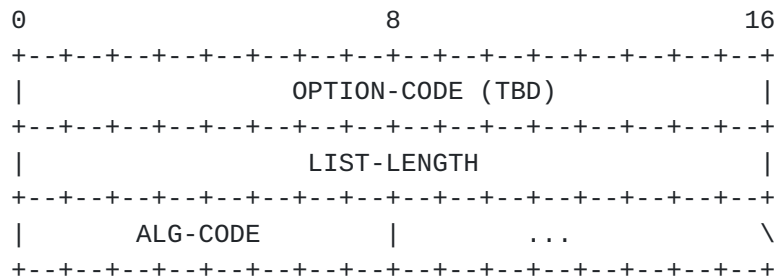 0                       8                      16
+--+--+--+--+--+--+--+--+--+--+--+--+--+--+--+--+
|                 OPTION-CODE (TBD)             |
+--+--+--+--+--+--+--+--+--+--+--+--+--+--+--+--+
|                  LIST-LENGTH                  |
+--+--+--+--+--+--+--+--+--+--+--+--+--+--+--+--+
|       ALG-CODE        |        ...            \
+--+--+--+--+--+--+--+--+--+--+--+--+--+--+--+--+